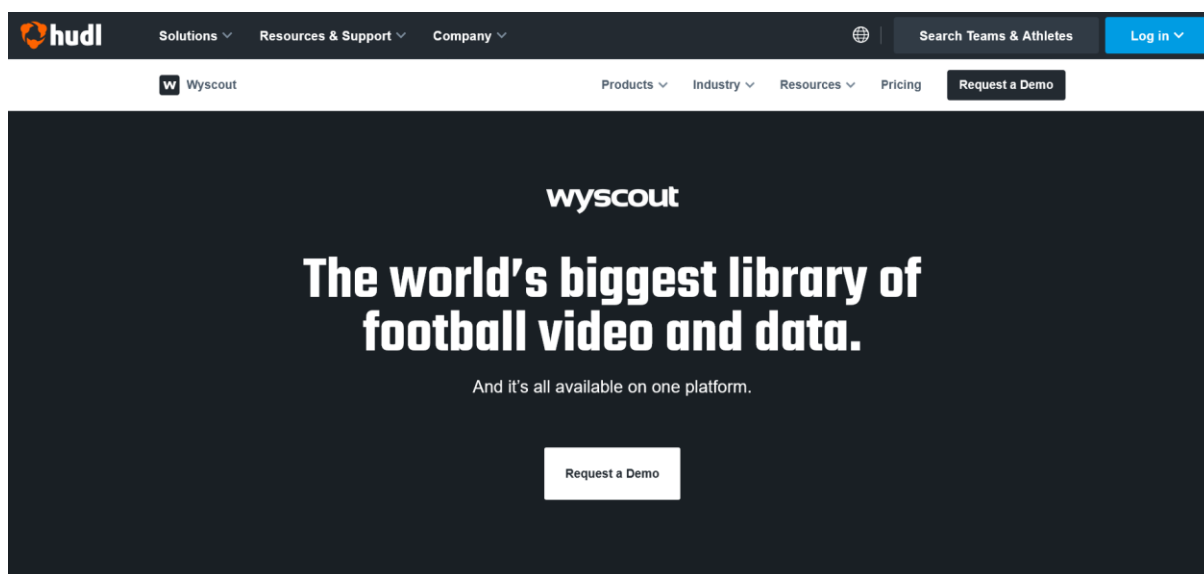 hudl Solutions Resources & Support Company Search Teams & Athletes Log in
W Wyscout Products Industry Resources Pricing Request a Demo
wyscout
The world's biggest library of
football video and data.
And it's all available on one platform.
Request a Demo